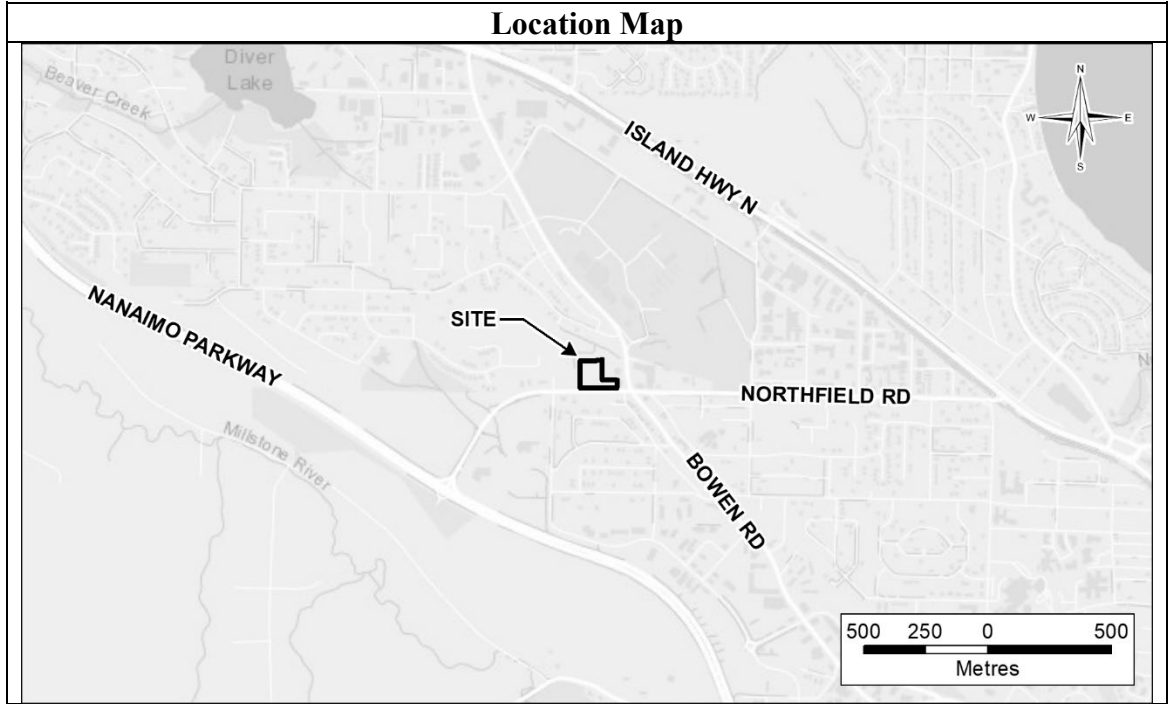 Location Map
Diver
Lake
Beaver Creek
N
W
E
S
ISLAND HWY N
NANAIMO PARKWAY
SITE
NORTHFIELD RD
Millstone River
BOWEN RD
500 250 0 500
Metres